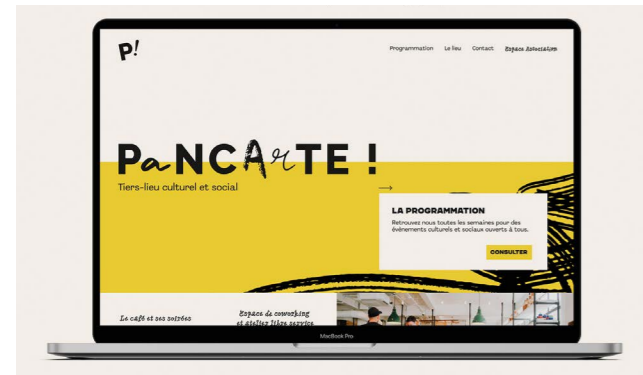 P!
Programmation Le lieu Contact Espace Association
PaNCArTE !
Tiers-lieu culturel et social
LA PROGRAMMATION
Retrouvez nous toutes les semaines pour des
évènements culturels et sociaux ouverts à tous.
CONSULTER
Le café et ses soirées
Espace de coworking
et atelier libre service
MacBook Pro